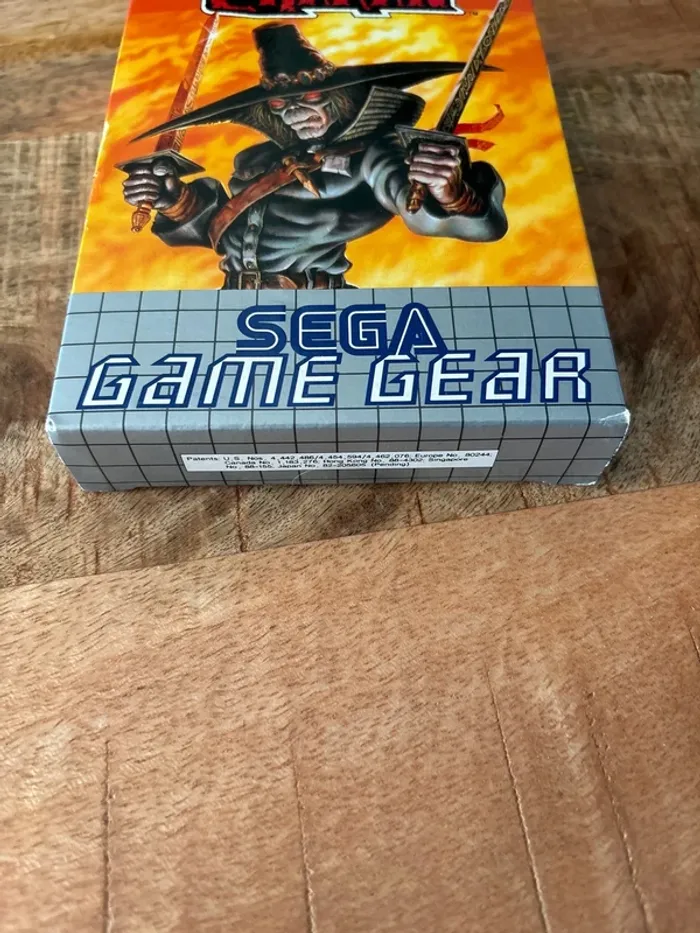 ™
SEGA
GAME GEAR
Patents: U.S. Nos. 4,442,486/4,454,594/4,462,076; Europe No. 80244;
Canada No. 1,183,276; Hong Kong No. 88-4302; Singapore
No. 88-155; Japan No. 82-205605 (Pending)